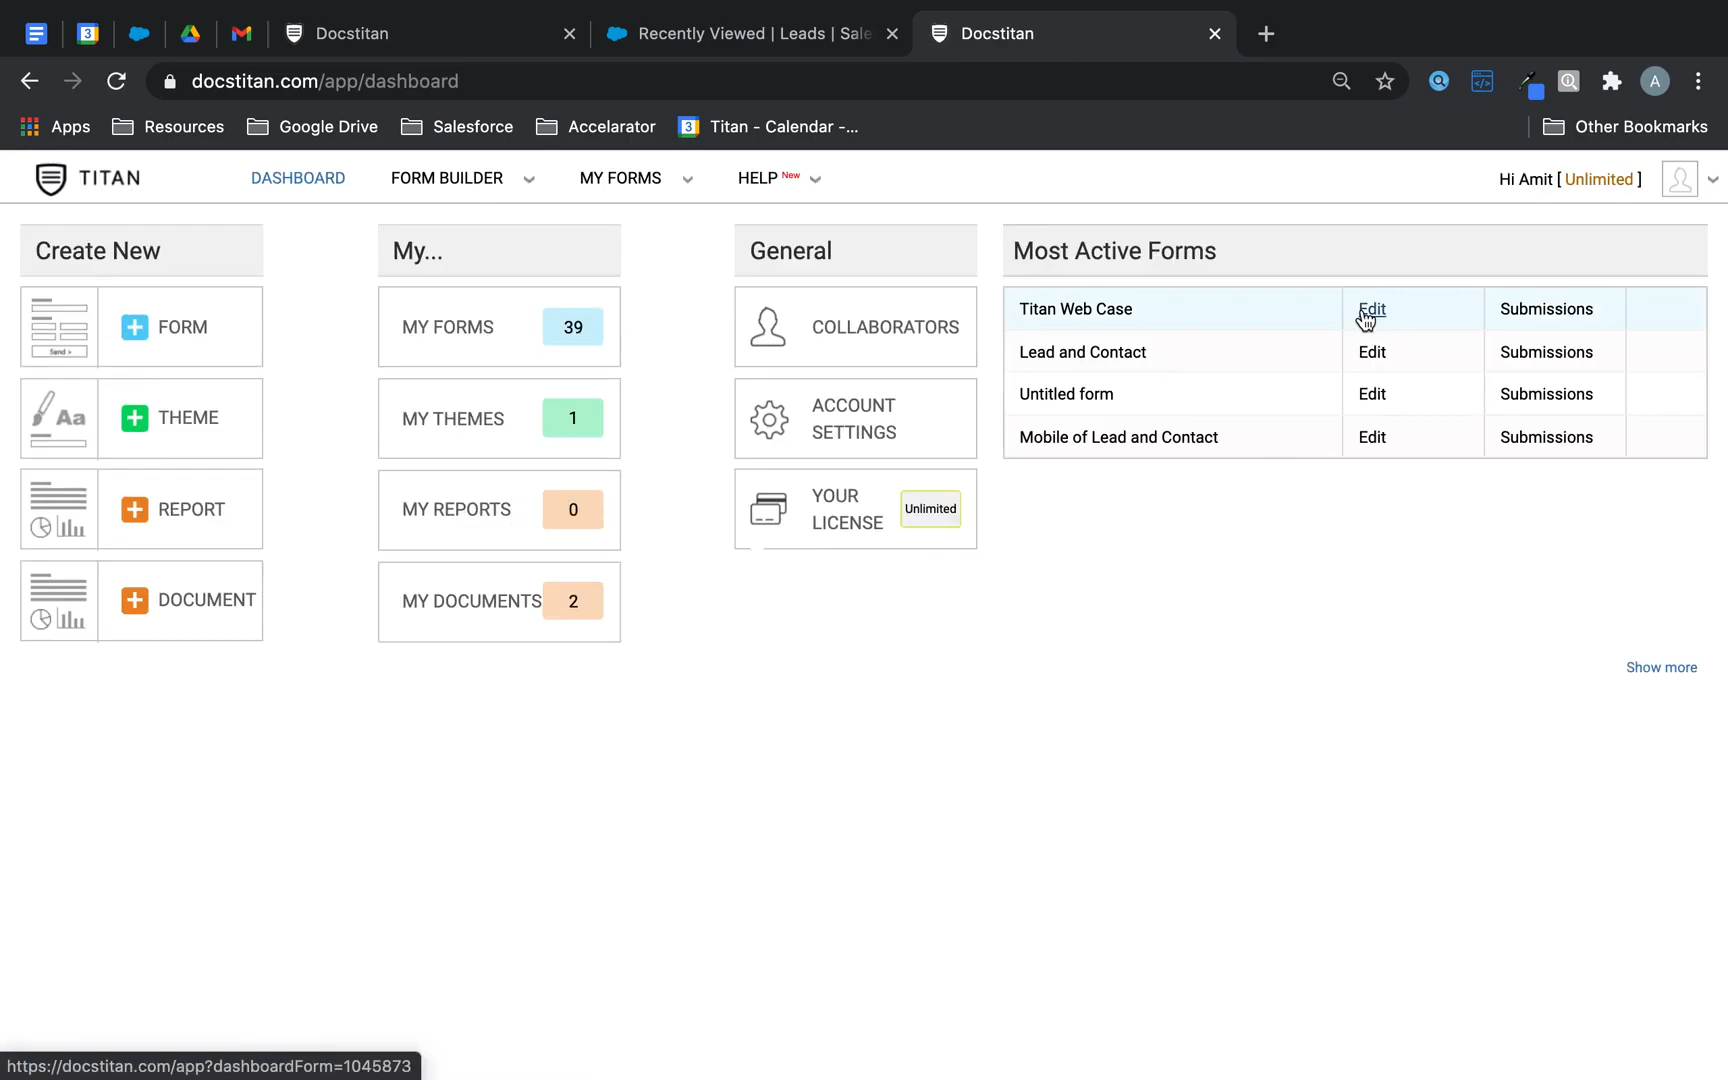 Docstitan
Recently Viewed | Leads | Sale
Docstitan
docstitan.com/app/dashboard
Apps
Resources
Google Drive
Salesforce
Accelarator
3
Titan - Calendar -...
Other Bookmarks
A
3
TITAN
DASHBOARD
FORM BUILDER
MY FORMS
HELP New
Hi Amit [ Unlimited ]
Create New
My...
General
Most Active Forms
Send >
FORM
MY FORMS 39
COLLABORATORS
Titan Web Case Edit Submissions
Lead and Contact Edit Submissions
Untitled form Edit Submissions
Mobile of Lead and Contact Edit Submissions
Aa
THEME
MY THEMES 1
ACCOUNT
SETTINGS
REPORT
MY REPORTS 0
YOUR
LICENSE
Unlimited
DOCUMENT
MY DOCUMENTS 2
Show more
https://docstitan.com/app?dashboardForm=1045873